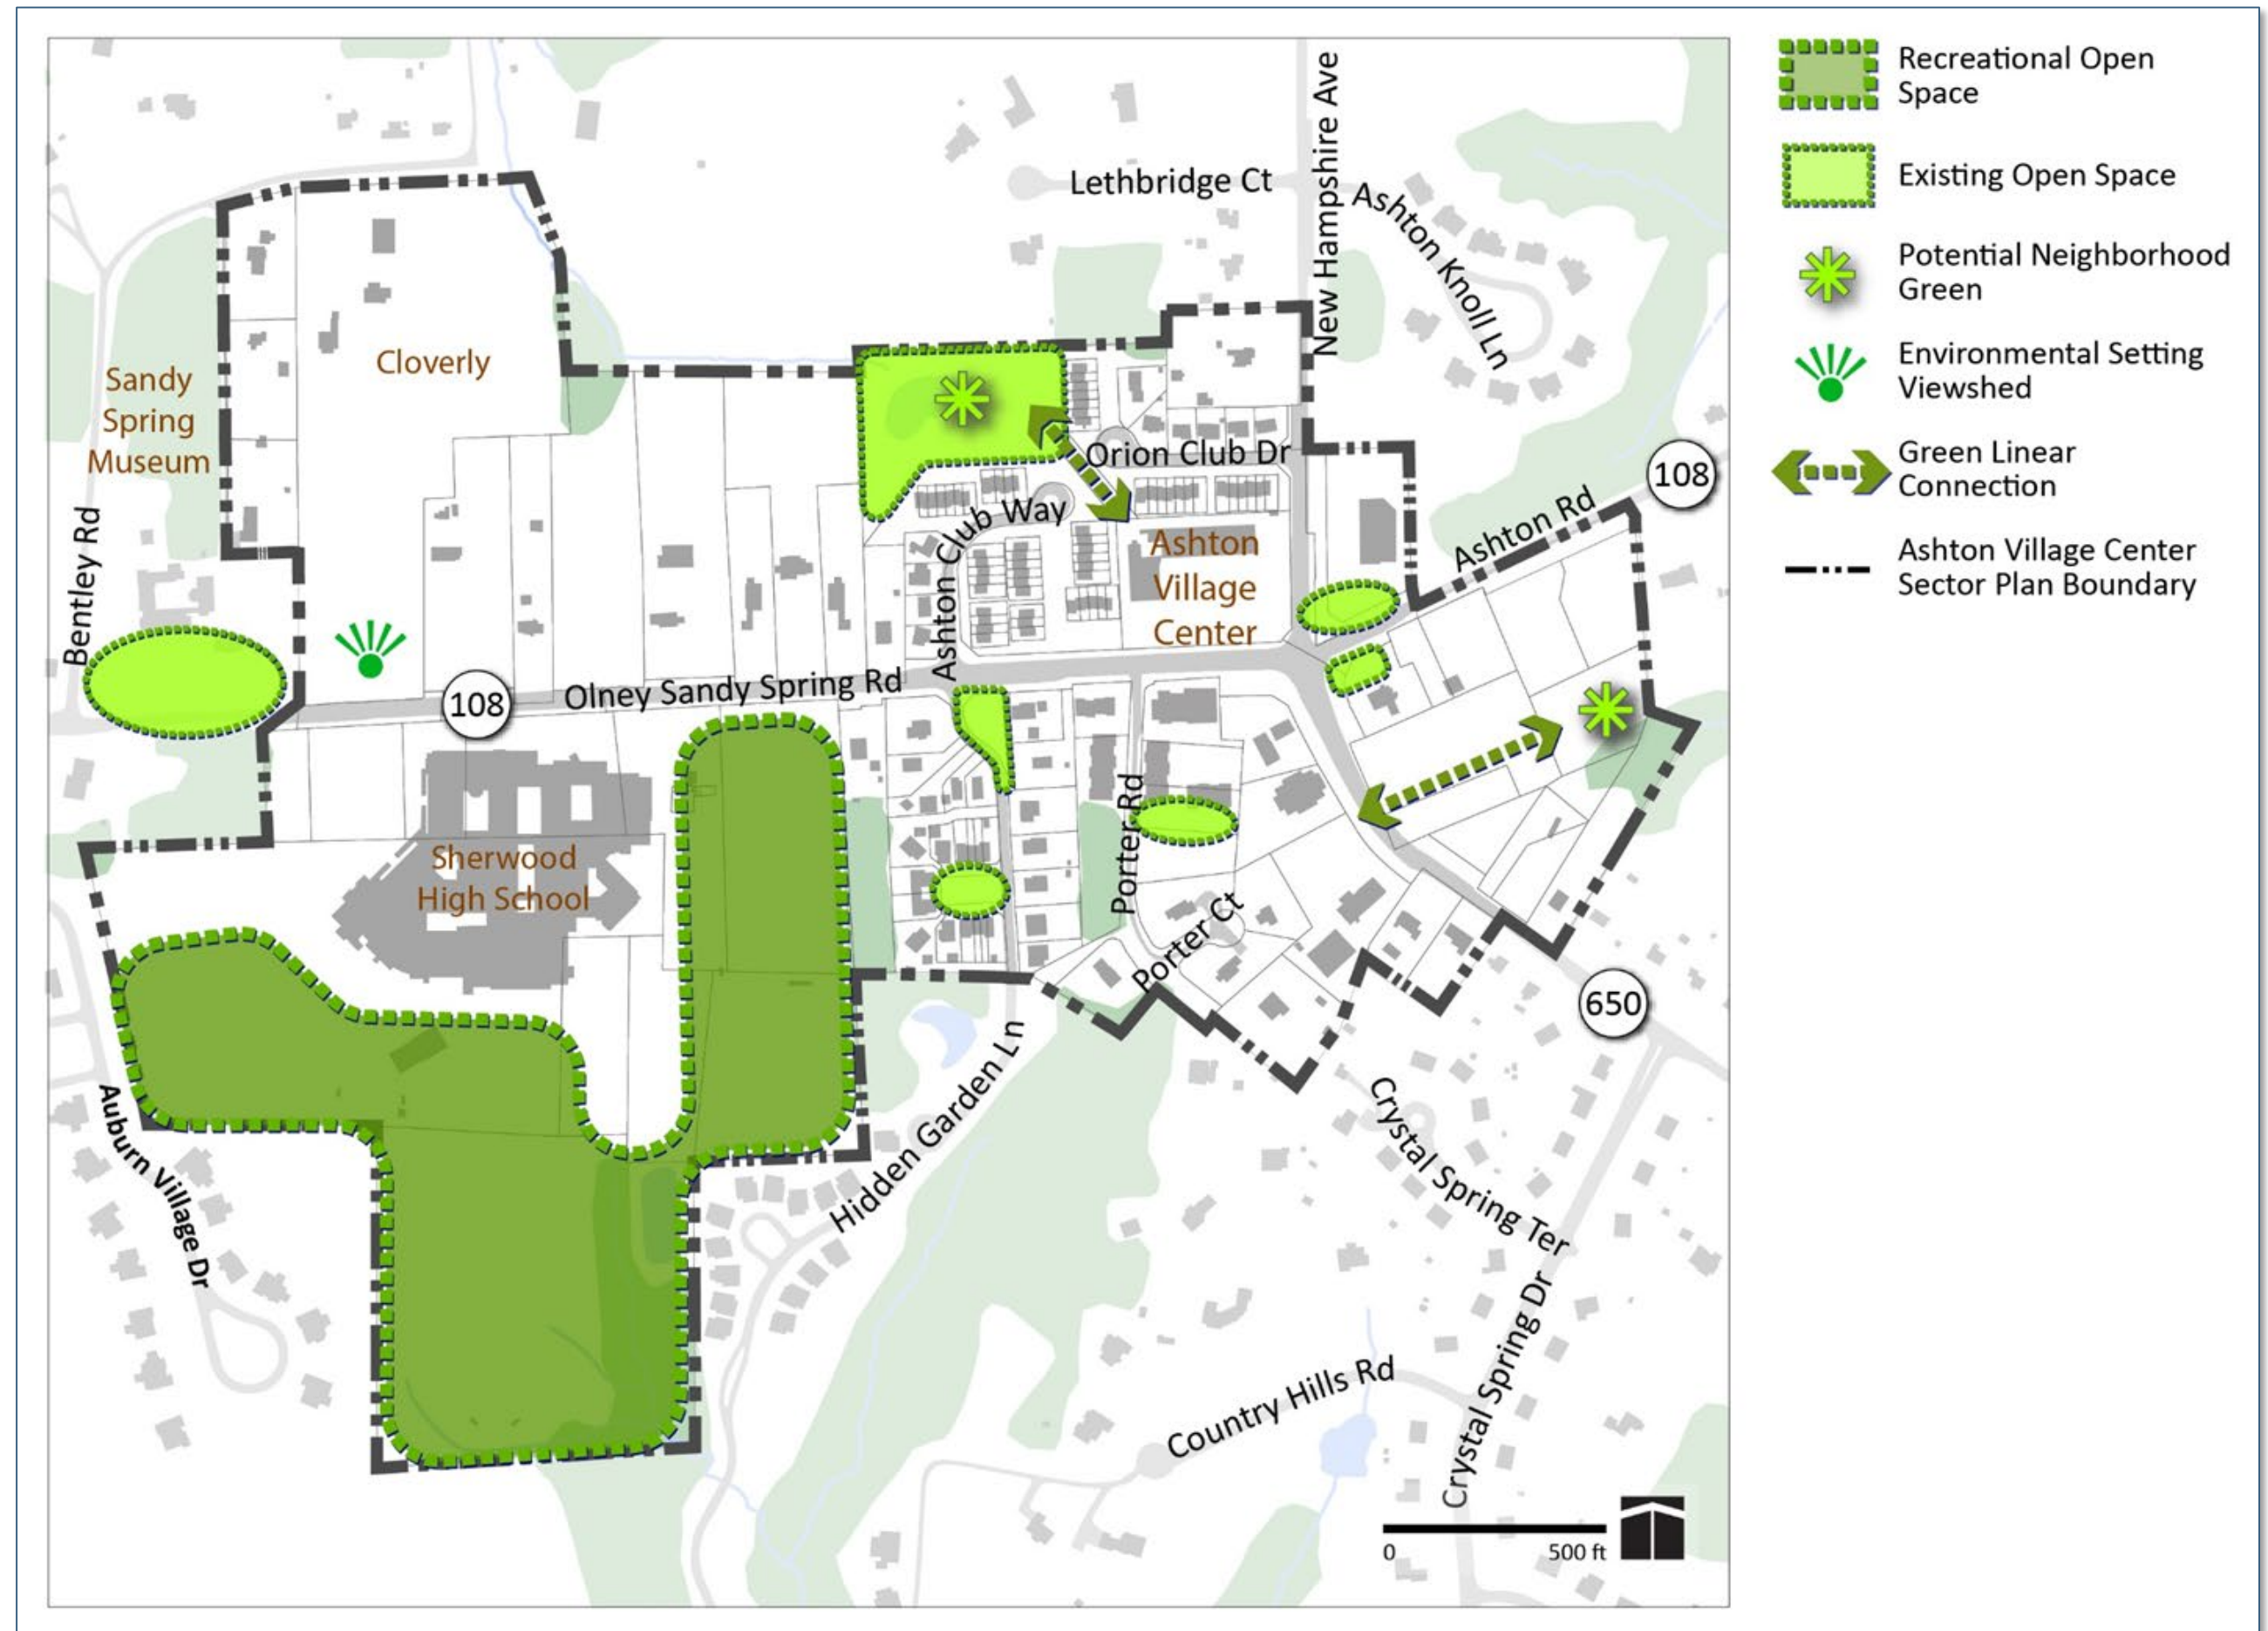 Recreational Open
Space
Existing Open Space
Potential Neighborhood
Green
Environmental Setting
Viewshed
Green Linear
Connection
Ashton Village Center
Sector Plan Boundary
New Hampshire Ave
Lethbridge Ct
Ashton Knoll Ln
Cloverly
Sandy
Spring
Museum
Orion Club Dr
108
Ashton Rd
Bentley Rd
Ashton Club Way
Ashton
Village
Center
108
Olney Sandy Spring Rd
Porter Rd
Sherwood
High School
Porter Ct
650
Hidden Garden Ln
Auburn Village Dr
Crystal Spring Ter
Crystal Spring Dr
Country Hills Rd
0
500 ft